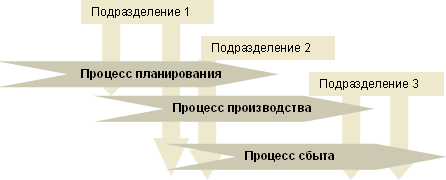 Подразделение 1
Подразделение 2
Процесс планирования
Подразделение 3
Процесс производства
Процесс сбыта